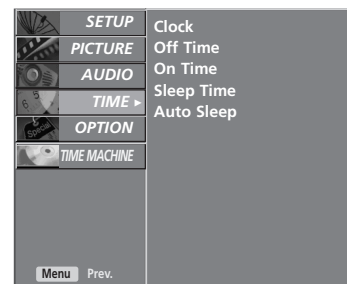 SETUP
PICTURE
AUDIO
TIME ►
OPTION
TIME MACHINE
Clock
Off Time
On Time
Sleep Time
Auto Sleep
Menu Prev.